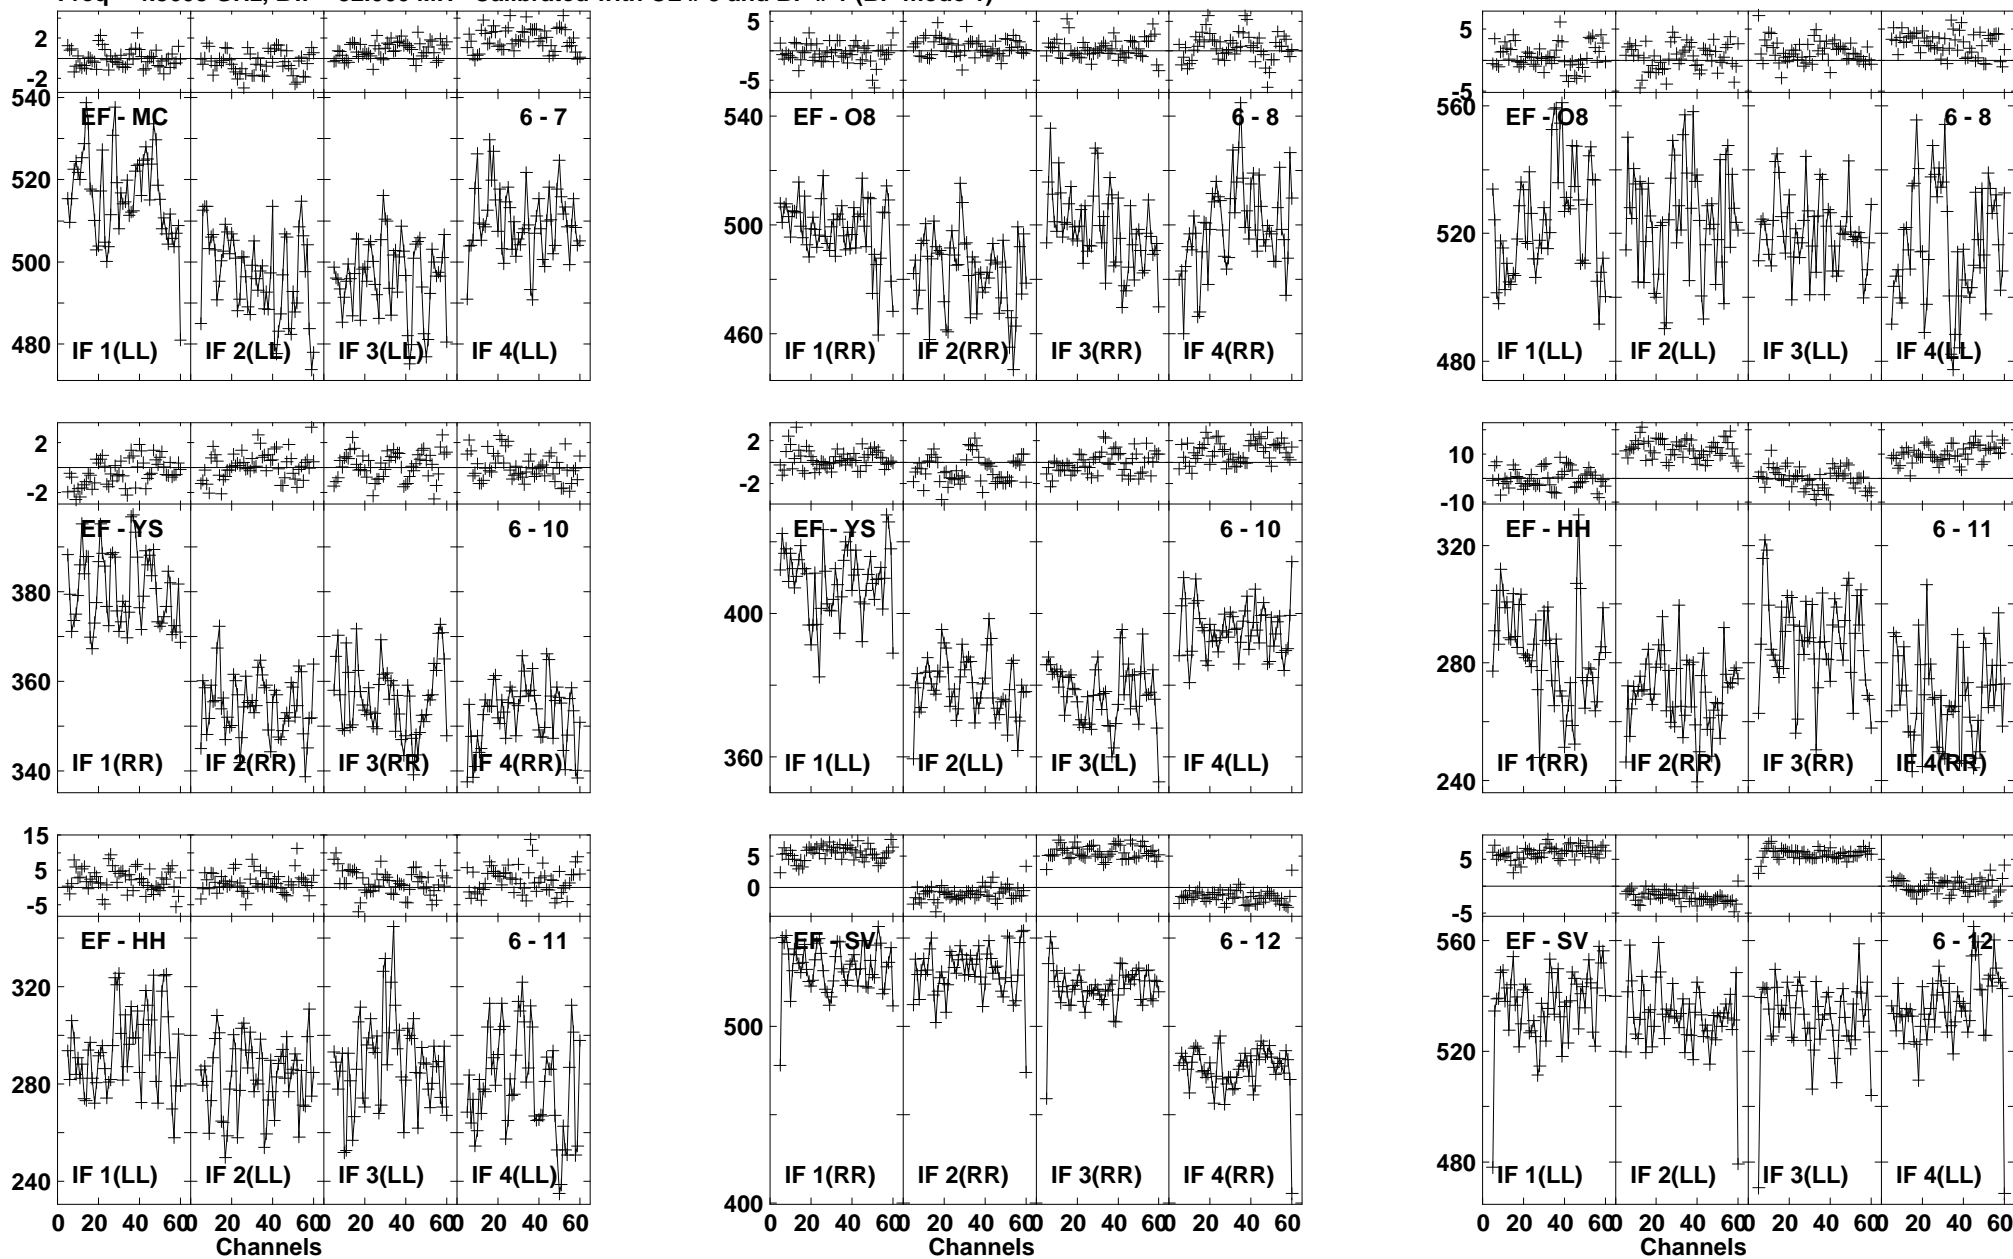 2
-2
540
520
500
480
EF - MC
6 - 7
IF 1(LL)
IF 2(LL)
IF 3(LL)
IF 4(LL)
5
-5
540
500
460
EF - O8
6 - 8
IF 1(RR)
IF 2(RR)
IF 3(RR)
IF 4(RR)
5
-5
560
520
480
EF - O8
6 - 8
IF 1(LL)
IF 2(LL)
IF 3(LL)
IF 4(LL)
2
-2
380
360
340
EF - YS
6 - 10
IF 1(RR)
IF 2(RR)
IF 3(RR)
IF 4(RR)
2
-2
400
360
EF - YS
6 - 10
IF 1(LL)
IF 2(LL)
IF 3(LL)
IF 4(LL)
10
-10
320
280
240
EF - HH
6 - 11
IF 1(RR)
IF 2(RR)
IF 3(RR)
IF 4(RR)
15
5
-5
320
280
240
EF - HH
6 - 11
IF 1(LL)
IF 2(LL)
IF 3(LL)
IF 4(LL)
0 20 40 60 0 20 40 60 0 20 40 60 0 20 40 60
Channels
5
0
500
400
EF - SV
6 - 12
IF 1(RR)
IF 2(RR)
IF 3(RR)
IF 4(RR)
0 20 40 60 0 20 40 60 0 20 40 60 0 20 40 60
Channels
5
-5
560
520
480
EF - SV
6 - 12
IF 1(LL)
IF 2(LL)
IF 3(LL)
IF 4(LL)
0 20 40 60 0 20 40 60 0 20 40 60 0 20 40 60
Channels